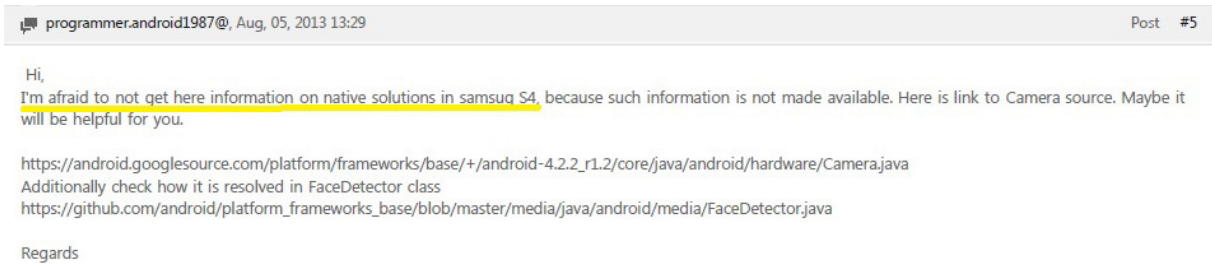 programmer.android1987@, Aug, 05, 2013 13:29 Post #5
Hi,
I'm afraid to not get here information on native solutions in samsug S4, because such information is not made available. Here is link to Camera source. Maybe it
will be helpful for you.
https://android.googlesource.com/platform/frameworks/base/+/android-4.2.2_r1.2/core/java/android/hardware/Camera.java
Additionally check how it is resolved in FaceDetector class
https://github.com/android/platform_frameworks_base/blob/master/media/java/android/media/FaceDetector.java
Regards